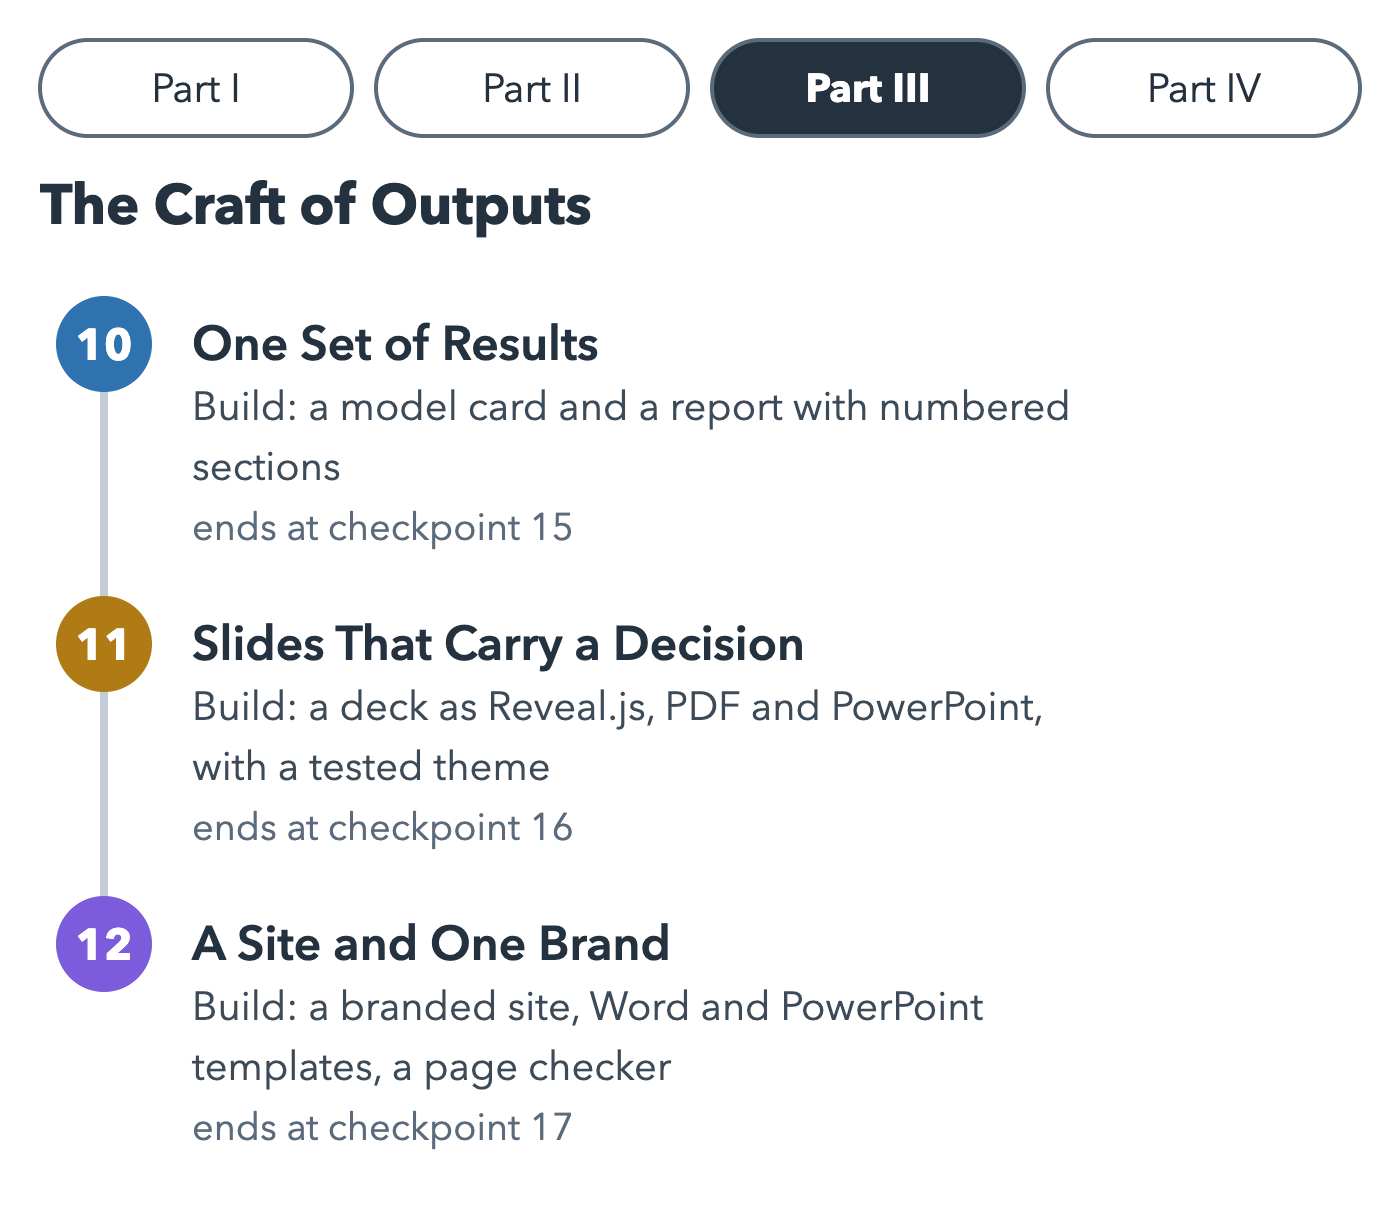 Part I
Part II
Part III
Part IV
The Craft of Outputs
10
One Set of Results
Build: a model card and a report with numbered
sections
ends at checkpoint 15
11
Slides That Carry a Decision
Build: a deck as Reveal.js, PDF and PowerPoint,
with a tested theme
ends at checkpoint 16
12
A Site and One Brand
Build: a branded site, Word and PowerPoint
templates, a page checker
ends at checkpoint 17